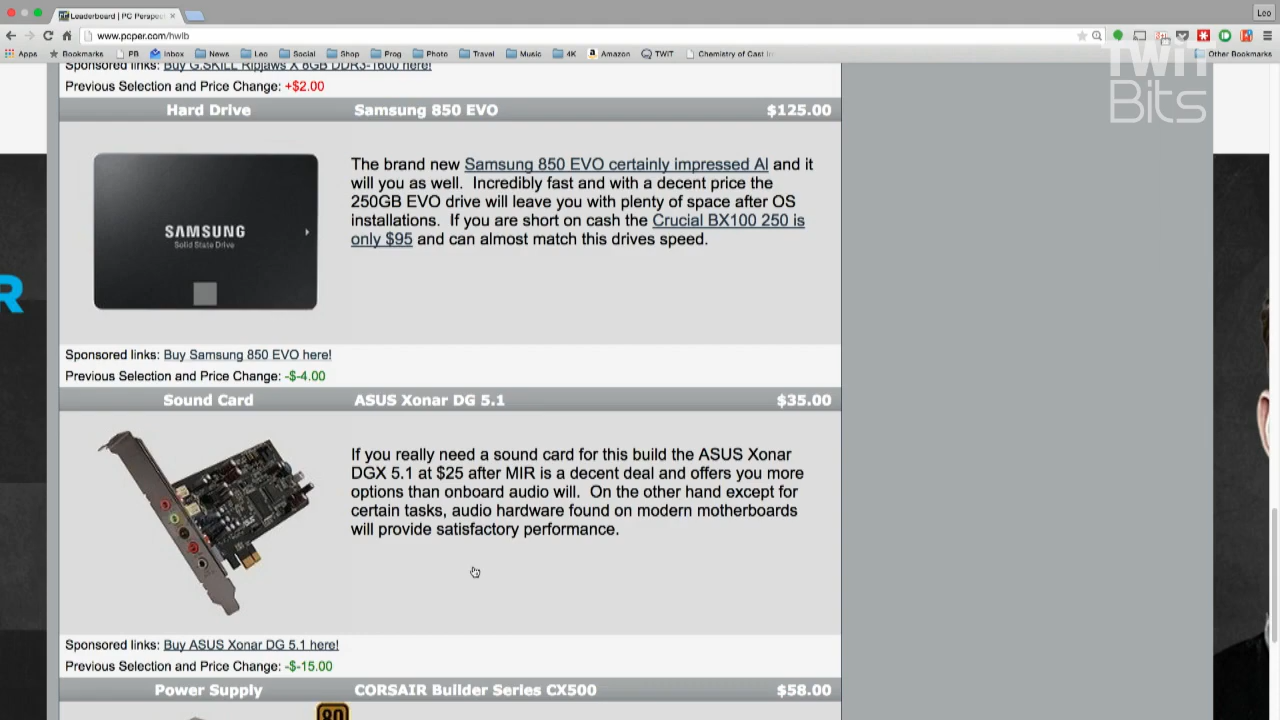 Leaderboard | PC Perspec
Leo
www.pcper.com/hwlb
Apps Bookmarks PB Inbox News Leo Social Shop Prog Photo Travel Music 4K Amazon TWiT Chemistry of Cast Other Bookmarks
TWiT
Bits
Sponsored links: Buy G.SKILL Ripjaws X 8GB DDR3-1600 here!
Previous Selection and Price Change: +$2.00
Hard Drive Samsung 850 EVO $125.00
The brand new Samsung 850 EVO certainly impressed Al and it
will you as well. Incredibly fast and with a decent price the
250GB EVO drive will leave you with plenty of space after OS
installations. If you are short on cash the Crucial BX100 250 is
only $95 and can almost match this drives speed.
SAMSUNG
Solid State Drive
R
Sponsored links: Buy Samsung 850 EVO here!
Previous Selection and Price Change: -$-4.00
Sound Card ASUS Xonar DG 5.1 $35.00
If you really need a sound card for this build the ASUS Xonar
DGX 5.1 at $25 after MIR is a decent deal and offers you more
options than onboard audio will. On the other hand except for
certain tasks, audio hardware found on modern motherboards
will provide satisfactory performance.
Sponsored links: Buy ASUS Xonar DG 5.1 here!
Previous Selection and Price Change: -$-15.00
Power Supply CORSAIR Builder Series CX500 $58.00
80